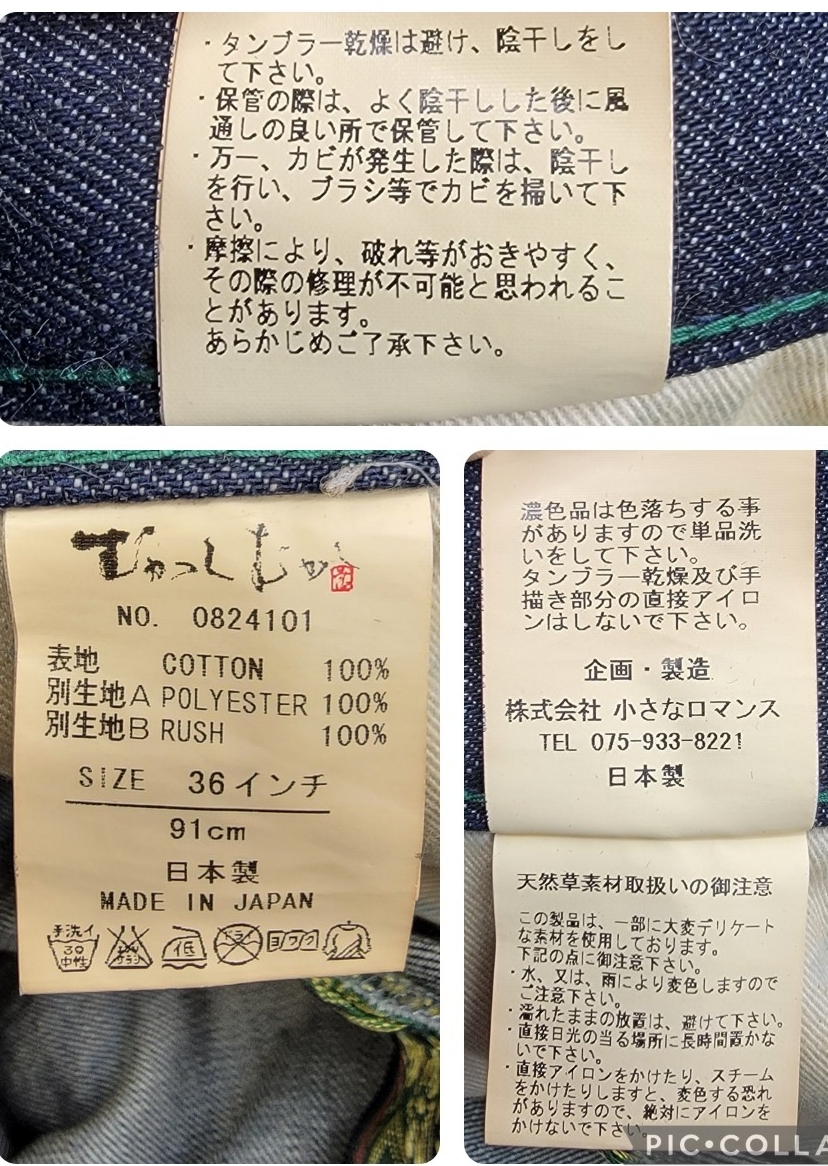 ・タンブラー乾燥は避け、陰干しをし
て下さい。
・保管の際は、よく陰干しした後に風
通しの良い所で保管して下さい。
・万一、カビが発生した際は、陰干し
を行い、ブラシ等でカビを掃いて下
さい。
・摩擦により、破れ等がおきやすく、
その際の修理が不可能と思われるこ
とがあります。
あらかじめご了承下さい。
NO. 0824101
表地 COTTON 100%
別生地A POLYESTER 100%
別生地B RUSH 100%
SIZE 36インチ
91cm
日本製
MADE IN JAPAN
手洗イ
30
中性
低
ヨワク
濃色品は色落ちする事
がありますので単品洗
いをして下さい。
タンブラー乾燥及び手
描き部分の直接アイロ
ンはしないで下さい。
企画・製造
株式会社 小さなロマンス
TEL 075-933-8221
日本製
天然草素材取扱いの御注意
この製品は、一部に大変デリケート
な素材を使用しております。
下記の点に御注意下さい。
・水、又は、雨により変色しますので
ご注意下さい。
・濡れたままの放置は、避けて下さい。
・直接日光の当る場所に長時間置かな
いで下さい。
・直接アイロンをかけたり、スチーム
をかけたりしますと、変色する恐れ
がありますので、絶対にアイロンを
かけないで下さい。
PIC•COLLA